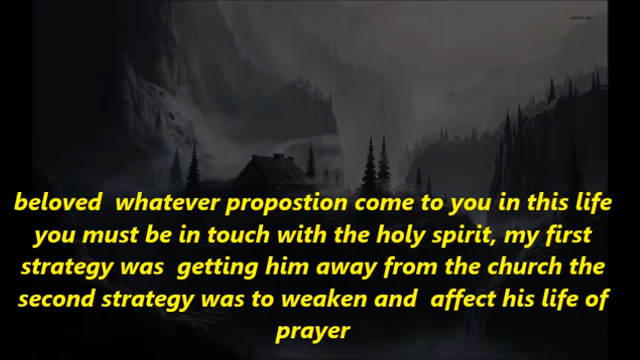 beloved  whatever propostion come to you in this life
you must be in touch with the holy spirit, my first
strategy was  getting him away from the church the
second strategy was to weaken and  affect his life of
prayer